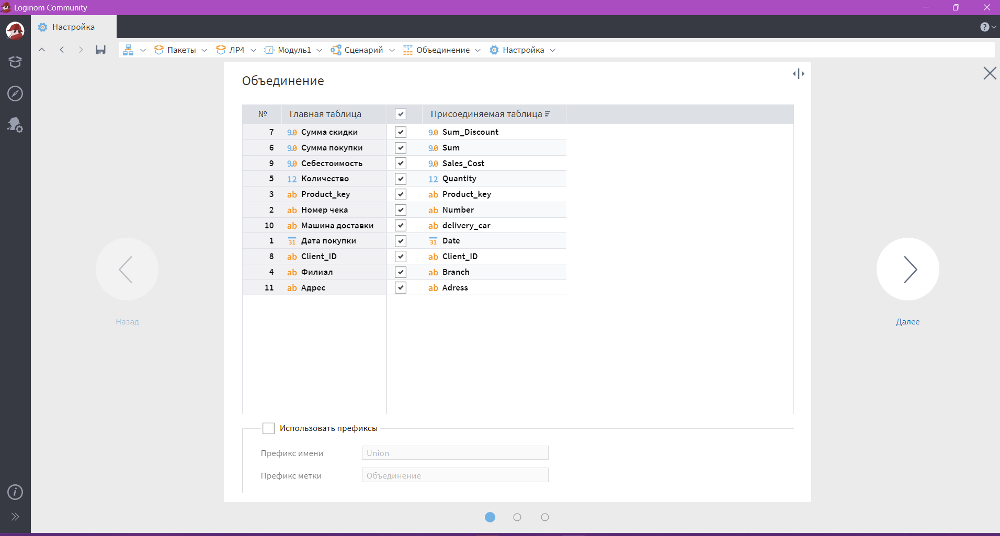 Loginom Community
Настройка
Пакеты ЛР4 Модуль1 Сценарий Объединение Настройка
Объединение
№ Главная таблица Присоединяемая таблица
7 9.0 Сумма скидки 9.0 Sum_Discount
6 9.0 Сумма покупки 9.0 Sum
9 9.0 Себестоимость 9.0 Sales_Cost
5 12 Количество 12 Quantity
3 ab Product_key ab Product_key
2 ab Номер чека ab Number
10 ab Машина доставки ab delivery_car
1 31 Дата покупки 31 Date
8 ab Client_ID ab Client_ID
4 ab Филиал ab Branch
11 ab Адрес ab Adress
Назад
Далее
Использовать префиксы
Префикс имени Union
Префикс метки Объединение